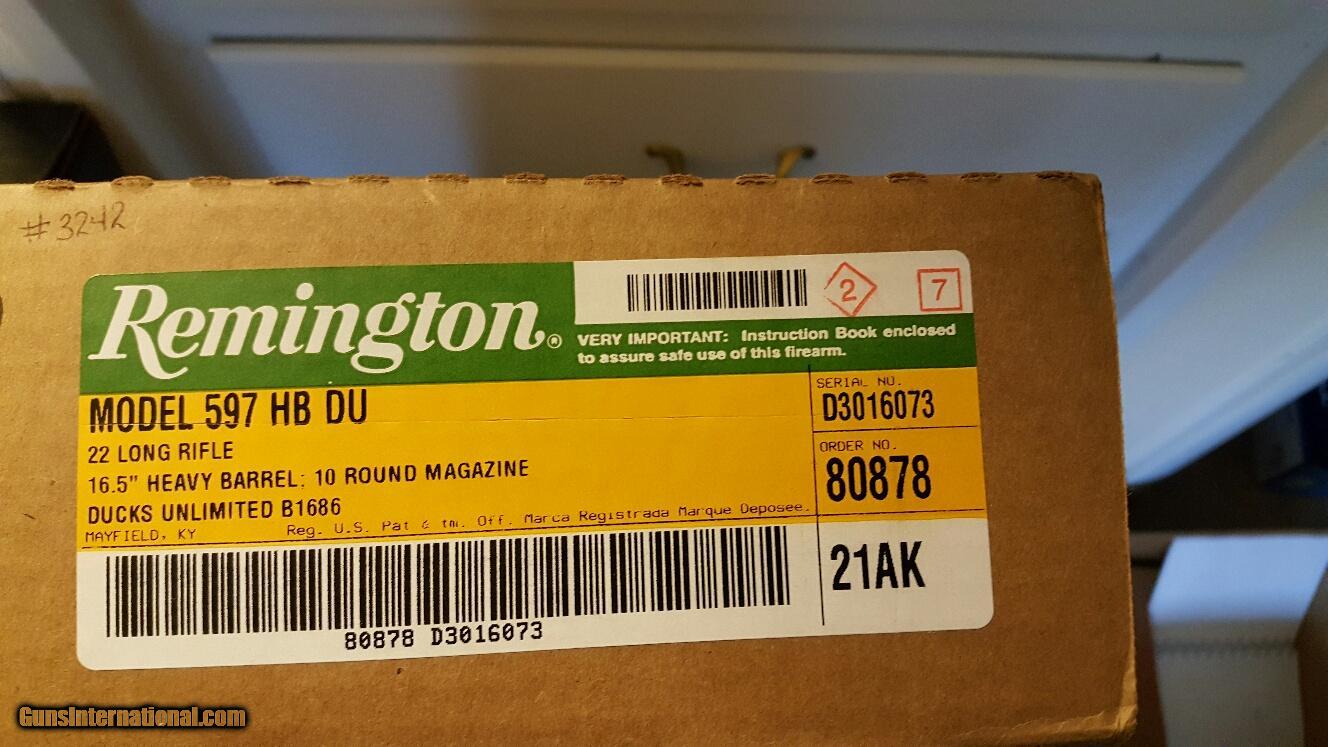 #3242
Remington®
2
7
VERY IMPORTANT: Instruction Book enclosed
to assure safe use of this firearm.
MODEL 597 HB DU
22 LONG RIFLE
16.5" HEAVY BARREL: 10 ROUND MAGAZINE
DUCKS UNLIMITED B1686
MAYFIELD, KY
Reg. U.S. Pat & tm. Off. Marca Registrada Marque Deposee.
SERIAL NO.
D3016073
ORDER NO.
80878
21AK
80878 D3016073
GunsInternational.com